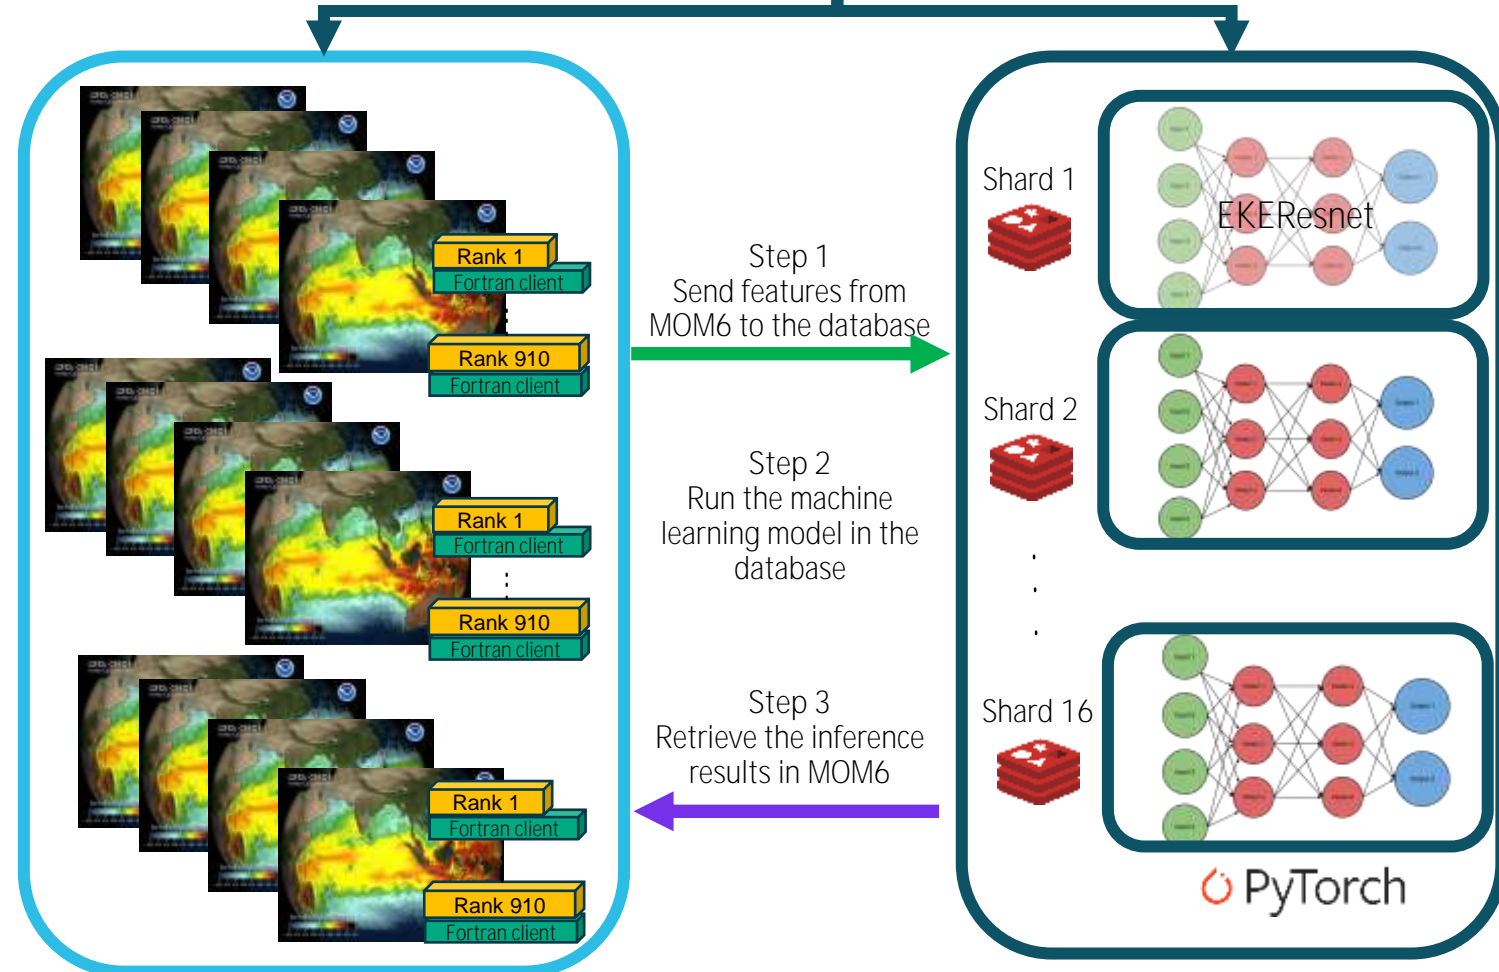 Rank 1
Fortran client
Rank 910
Fortran client
Rank 1
Fortran client
Rank 910
Fortran client
Rank 1
Fortran client
Rank 910
Fortran client
Step 1
Send features from
MOM6 to the database
Step 2
Run the machine
learning model in the
database
Step 3
Retrieve the inference
results in MOM6
Shard 1
EKEResnet
Shard 2
Shard 16
PyTorch